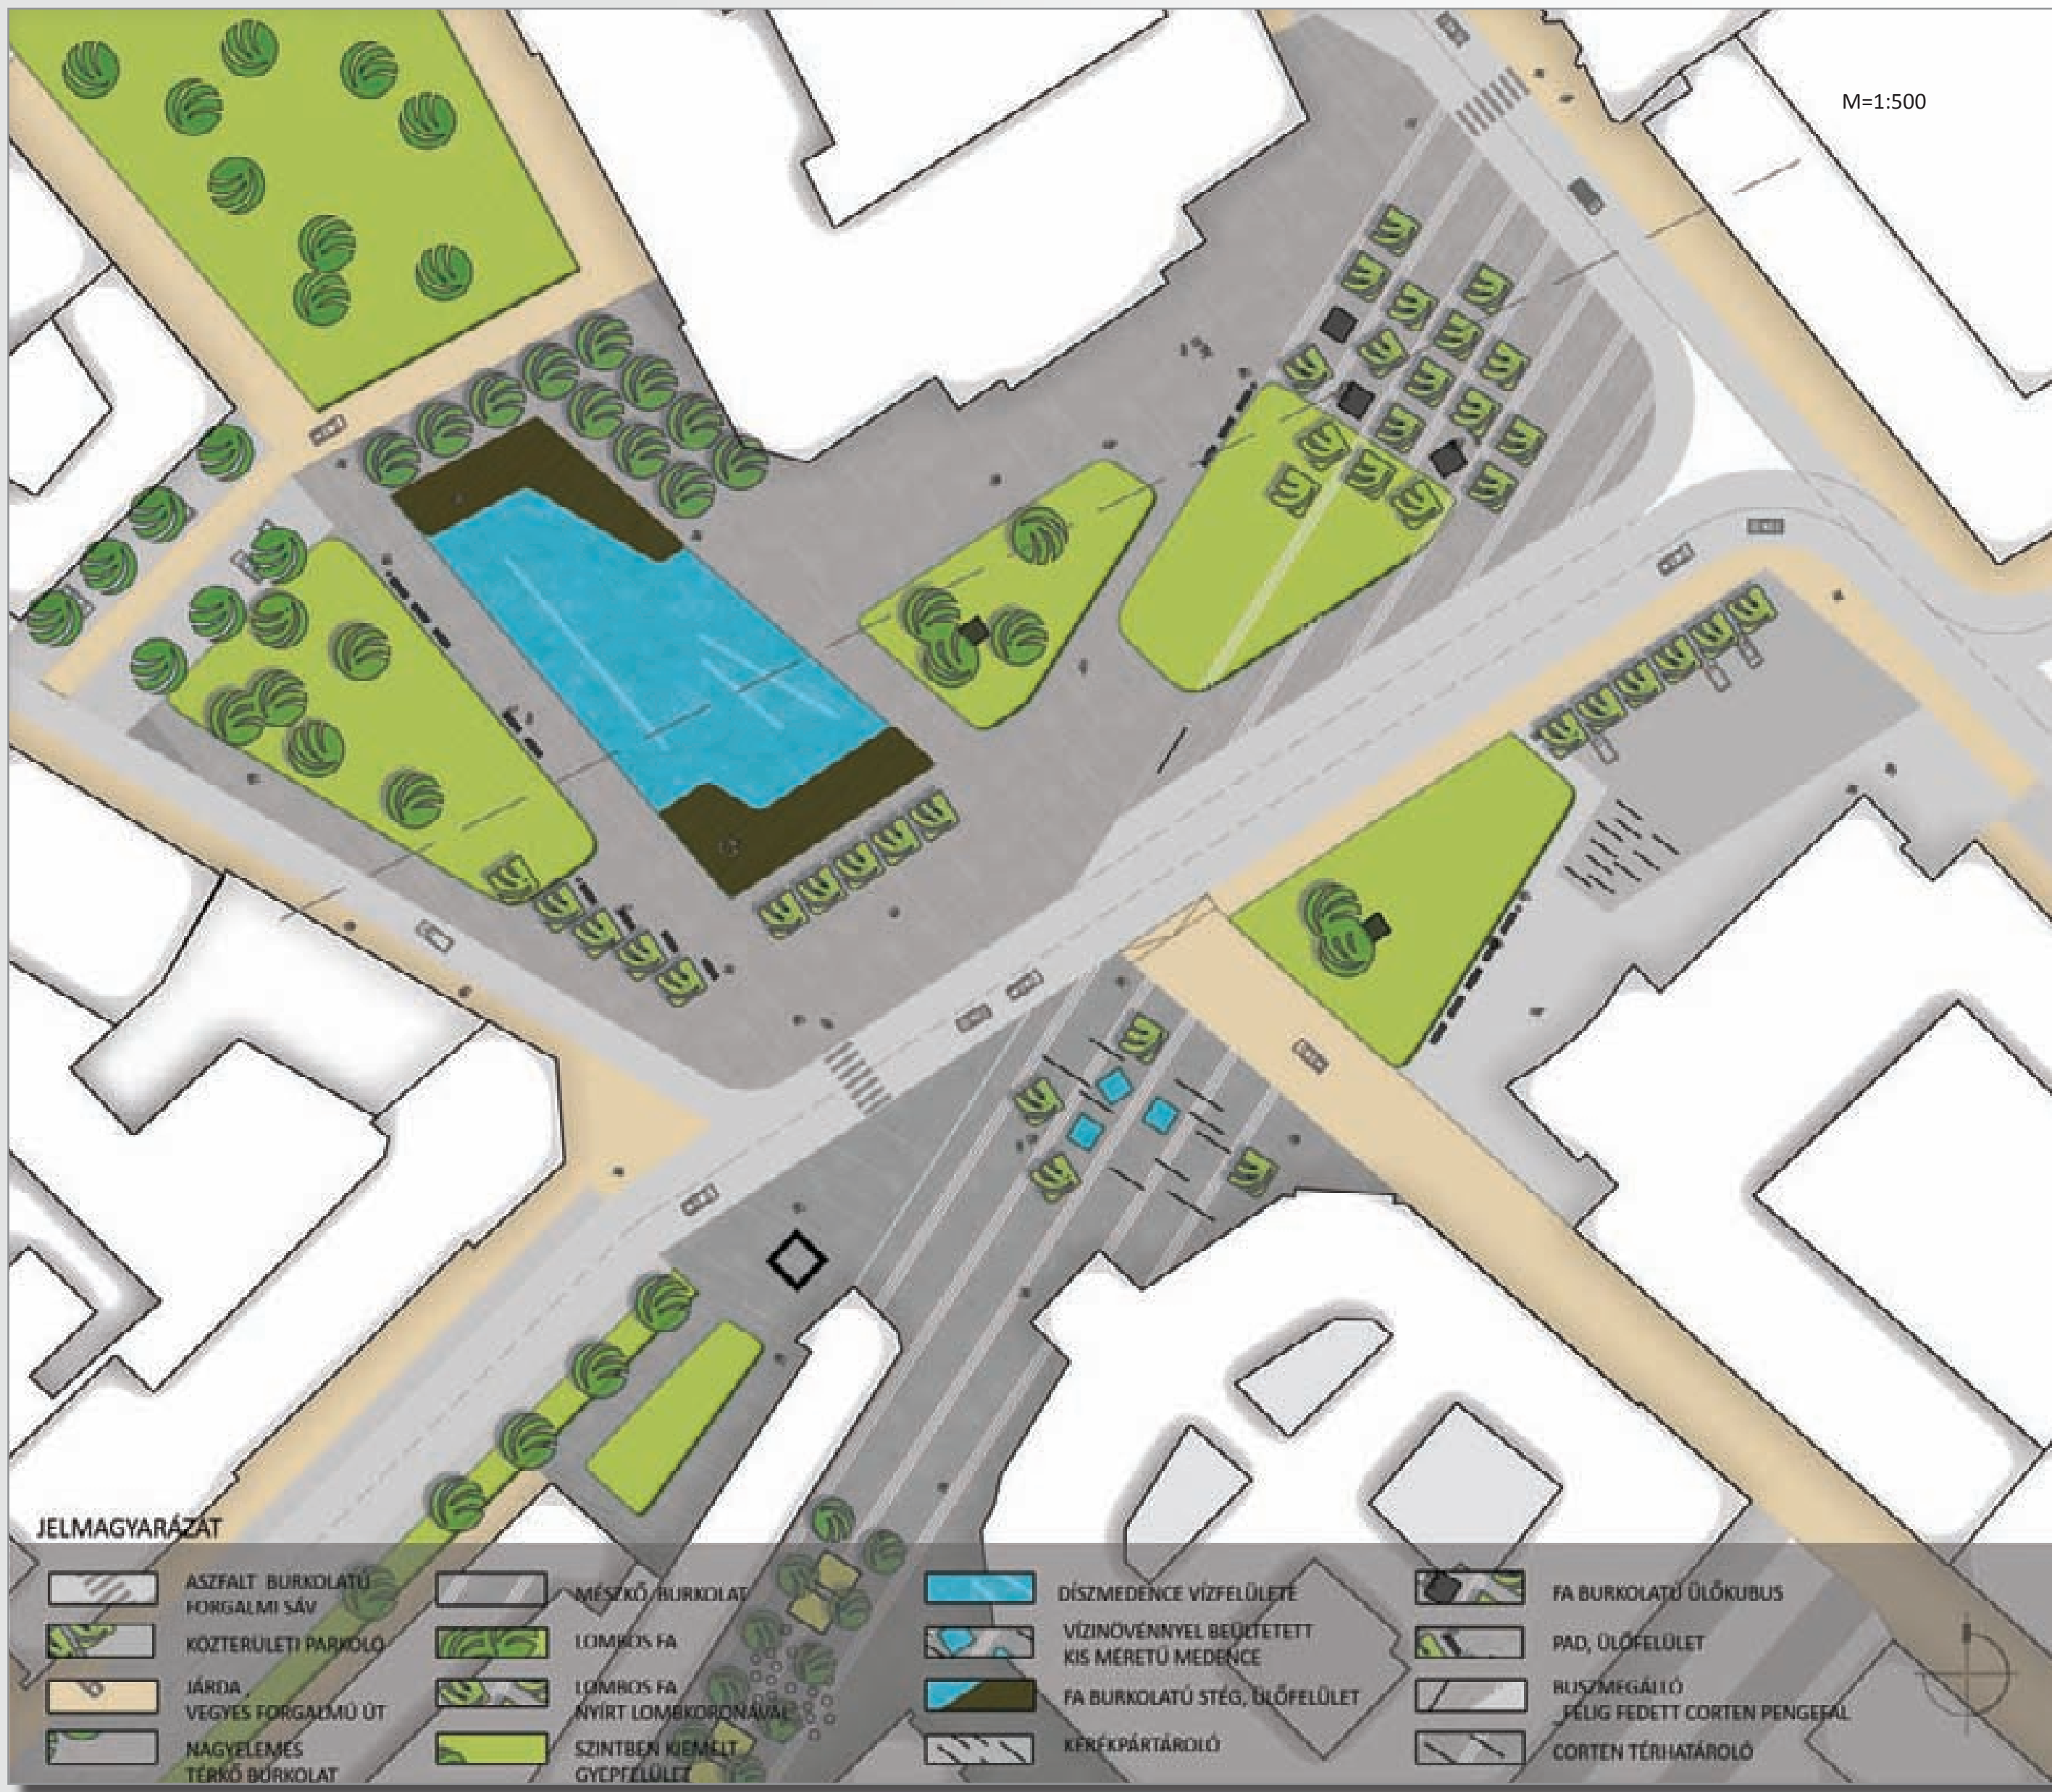 M=1:500
JELMAGYARÁZAT
ASZFALT BURKOLATÚ
FORGALMI SÁV
KÖZTERÜLETI PARKOLÓ
JÁRDA
VEGYES FORGALMÚ ÚT
NAGYELEMES
TÉRKŐ BURKOLAT
MÉSZKŐ BURKOLAT
LOMBOS FA
LOMBOS FA
NYÍRT LOMBKORONÁVAL
SZINTBEN KIEMELT
GYEPFELÜLET
DÍSZMEDENCE VÍZFELÜLETE
VÍZINÖVÉNNYEL BEÜLTETETT
KIS MÉRETŰ MEDENCE
FA BURKOLATÚ STÉG, ÜLŐFELÜLET
KERÉKPÁRTÁROLÓ
FA BURKOLATÚ ÜLŐKUBUS
PAD, ÜLŐFELÜLET
BUSZMEGÁLLÓ
_FÉLIG FEDETT CORTEN PENGEFAL
CORTEN TÉRHATÁROLÓ